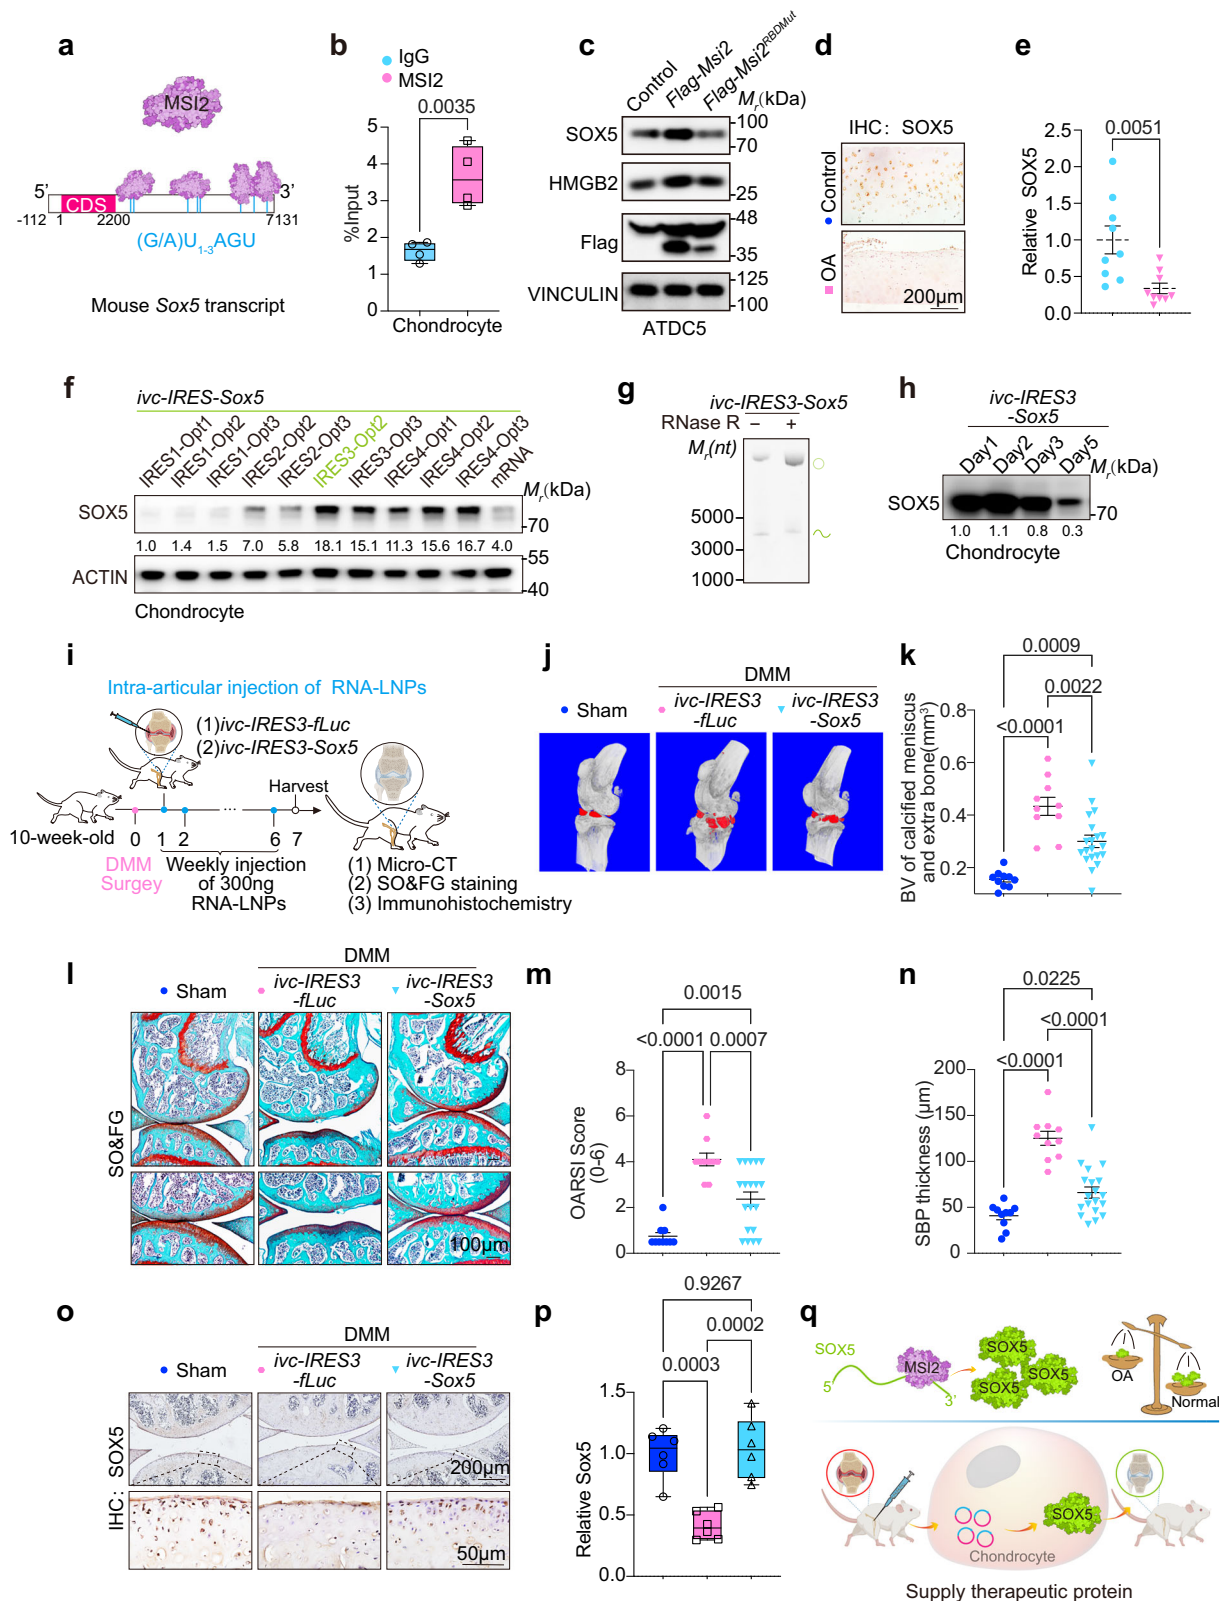 a
MSI2
5'
3'
CDS
-112
1
2200
7131
(G/A)U1-3AGU
Mouse Sox5 transcript
b
IgG
MSI2
0.0035
%Input
5
4
3
2
1
0
Chondrocyte
c
Control
Flag-Msi2
Flag-Msi2RBDMut
Mr(kDa)
SOX5
100
70
HMGB2
25
Flag
48
35
VINCULIN
125
100
ATDC5
d
IHC: SOX5
Control
OA
200μm
e
0.0051
Relative SOX5
2.5
2.0
1.5
1.0
0.5
0.0
f
ivc-IRES-Sox5
IRES1-Opt1
IRES1-Opt2
IRES1-Opt3
IRES2-Opt2
IRES2-Opt3
IRES3-Opt2
IRES3-Opt3
IRES4-Opt1
IRES4-Opt2
IRES4-Opt3
mRNA
Mr(kDa)
SOX5
70
1.0 1.4 1.5 7.0 5.8 18.1 15.1 11.3 15.6 16.7 4.0
ACTIN
55
40
Chondrocyte
g
ivc-IRES3-Sox5
RNase R − +
Mr(nt)
5000
3000
1000
h
ivc-IRES3
-Sox5
Day1
Day2
Day3
Day5
Mr(kDa)
SOX5
70
1.0 1.1 0.8 0.3
Chondrocyte
i
Intra-articular injection of RNA-LNPs
(1)ivc-IRES3-fLuc
(2)ivc-IRES3-Sox5
Harvest
...
10-week-old
0 1 2 6 7
DMM
Surgey
Weekly injection
of 300ng
RNA-LNPs
(1) Micro-CT
(2) SO&FG staining
(3) Immunohistochemistry
j
DMM
Sham
ivc-IRES3
-fLuc
ivc-IRES3
-Sox5
k
0.0009
0.0022
<0.0001
BV of calcified meniscus
and extra bone(mm³)
0.8
0.6
0.4
0.2
l
DMM
Sham
ivc-IRES3
-fLuc
ivc-IRES3
-Sox5
SO&FG
100μm
m
0.0015
<0.0001
0.0007
OARSI Score
(0-6)
8
6
4
2
0
n
0.0225
<0.0001
<0.0001
SBP thickness (μm)
200
150
100
50
0
o
DMM
Sham
ivc-IRES3
-fLuc
ivc-IRES3
-Sox5
IHC: SOX5
200μm
50μm
p
0.9267
0.0002
0.0003
Relative Sox5
1.5
1.0
0.5
0.0
q
SOX5
5'
MSI2
3'
SOX5
SOX5
SOX5
OA
Normal
SOX5
Chondrocyte
Supply therapeutic protein